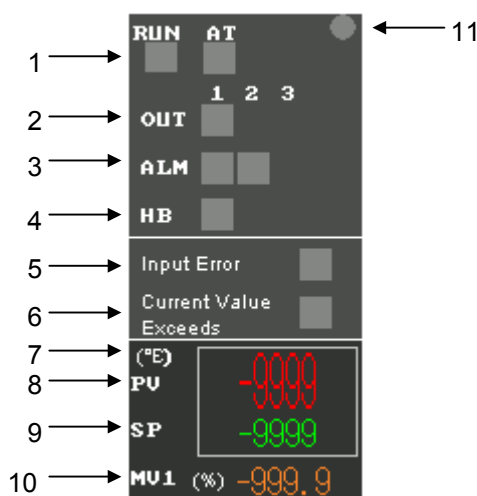 RUN AT
11
1
1 2 3
2 OUT
3 ALM
4 HB
5 Input Error
6 Current Value
Exceeds
7 (°E)
8 PV -9999
9 SP -9999
10 MV1 (%) -999.9